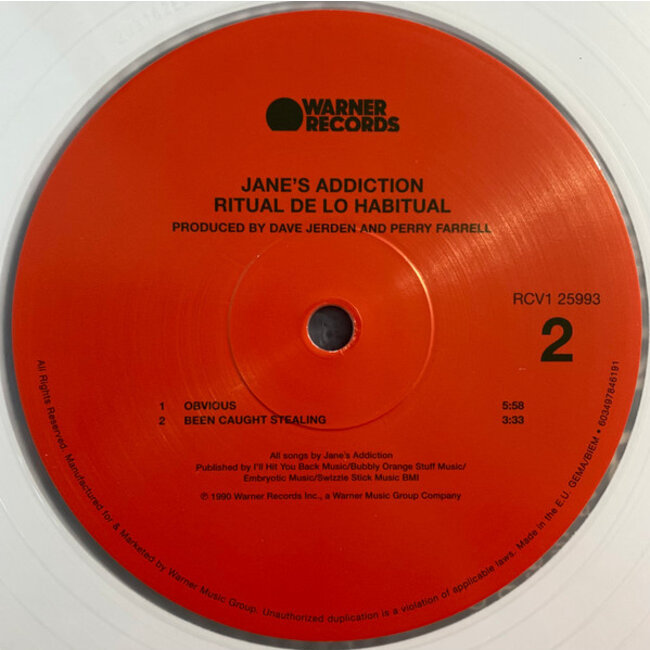 WARNER
RECORDS
JANE'S ADDICTION
RITUAL DE LO HABITUAL
PRODUCED BY DAVE JERDEN AND PERRY FARRELL
RCV1 25993
2
1 OBVIOUS 5:58
2 BEEN CAUGHT STEALING 3:33
All songs by Jane's Addiction
Published by I'll Hit You Back Music/Bubbly Orange Stuff Music/
Embryotic Music/Swizzle Stick Music BMI
℗ 1990 Warner Records Inc., a Warner Music Group Company
All Rights Reserved. Manufactured for & Marketed by Warner Music Group. Unauthorized duplication is a violation of applicable laws. Made in the E.U. GEMA/BIEM • 603497846191